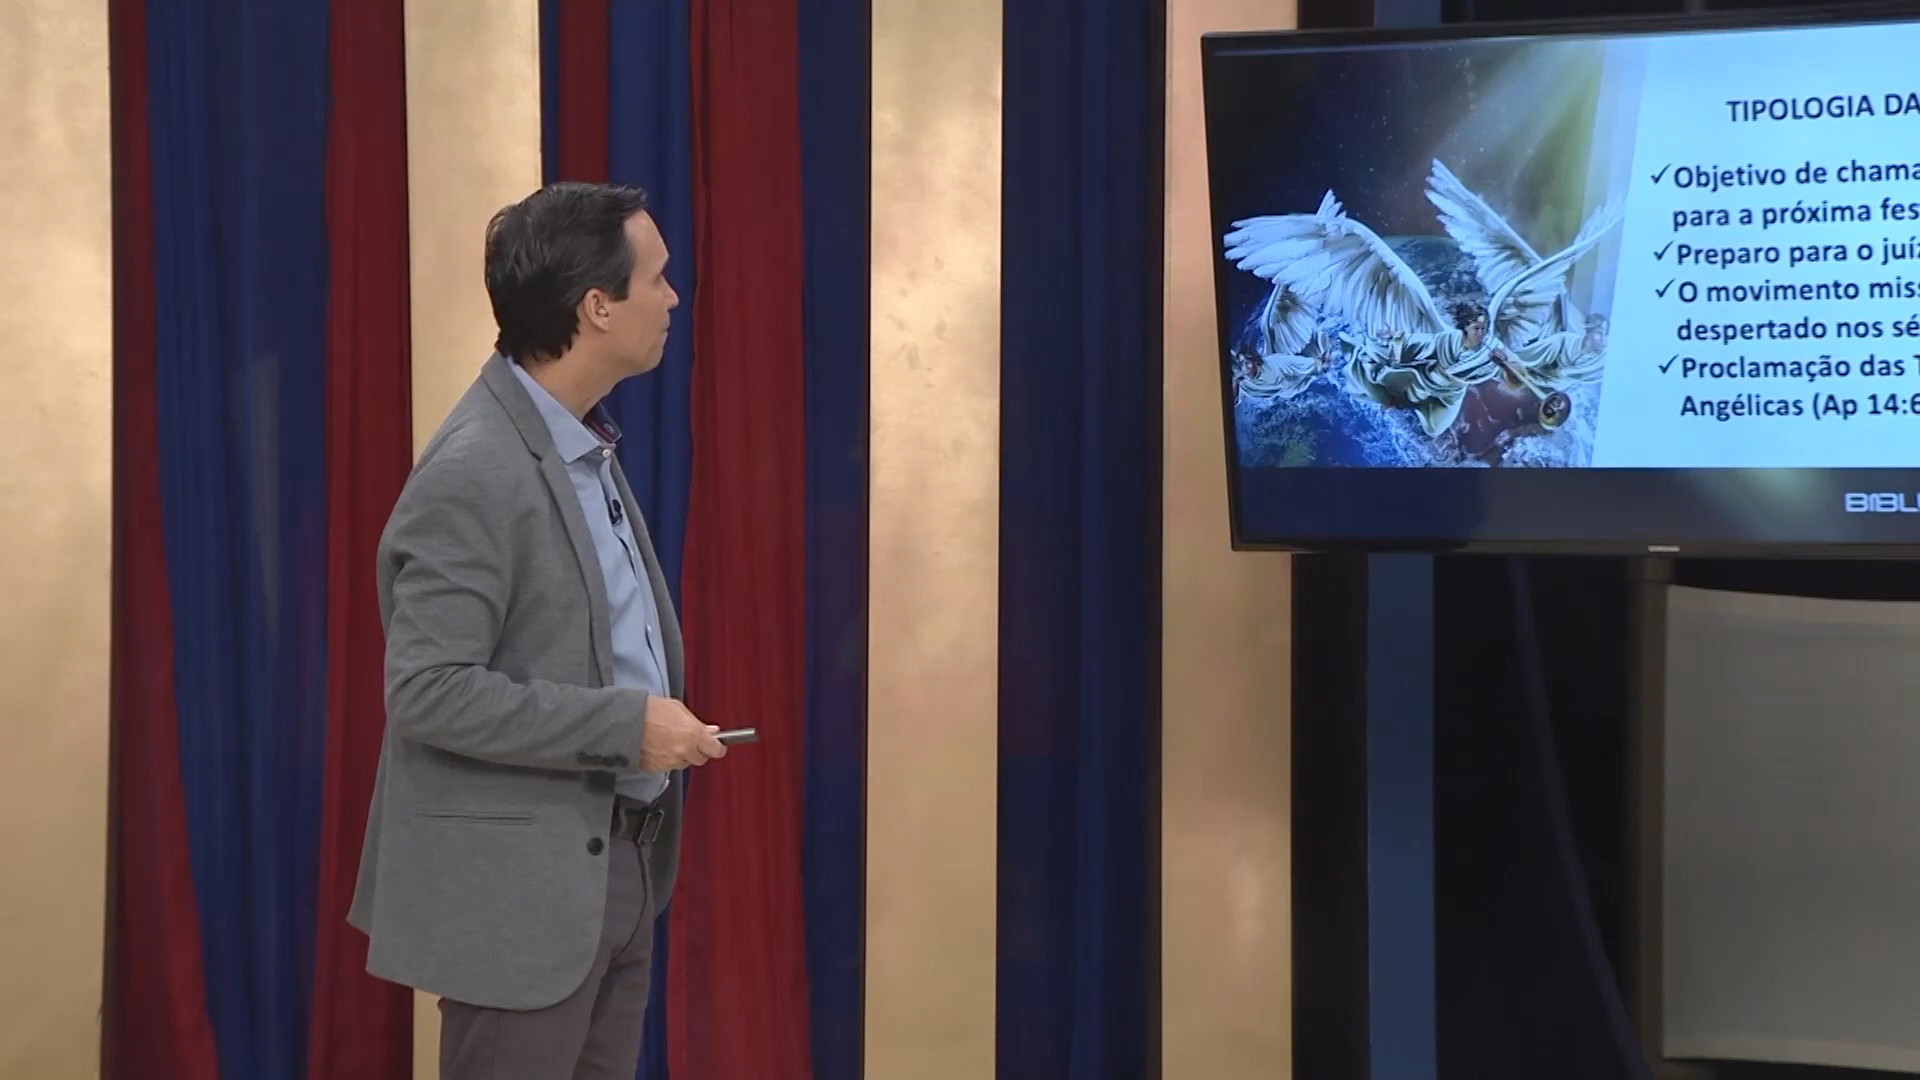 TIPOLOGIA DA
✓Objetivo de chama
para a próxima fes
✓Preparo para o juí
✓O movimento miss
despertado nos sé
✓Proclamação das T
Angélicas (Ap 14:6
BIBLI